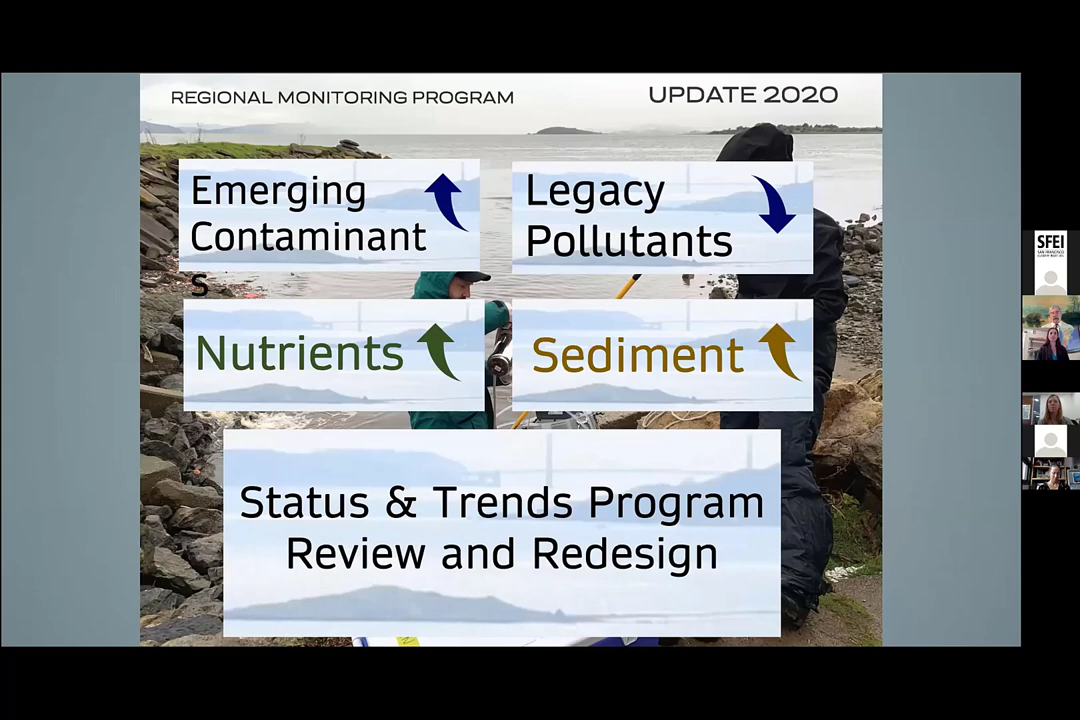 REGIONAL MONITORING PROGRAM
UPDATE 2020
Emerging
Contaminant
s
Legacy
Pollutants
Nutrients
Sediment
Status & Trends Program
Review and Redesign
SFEI